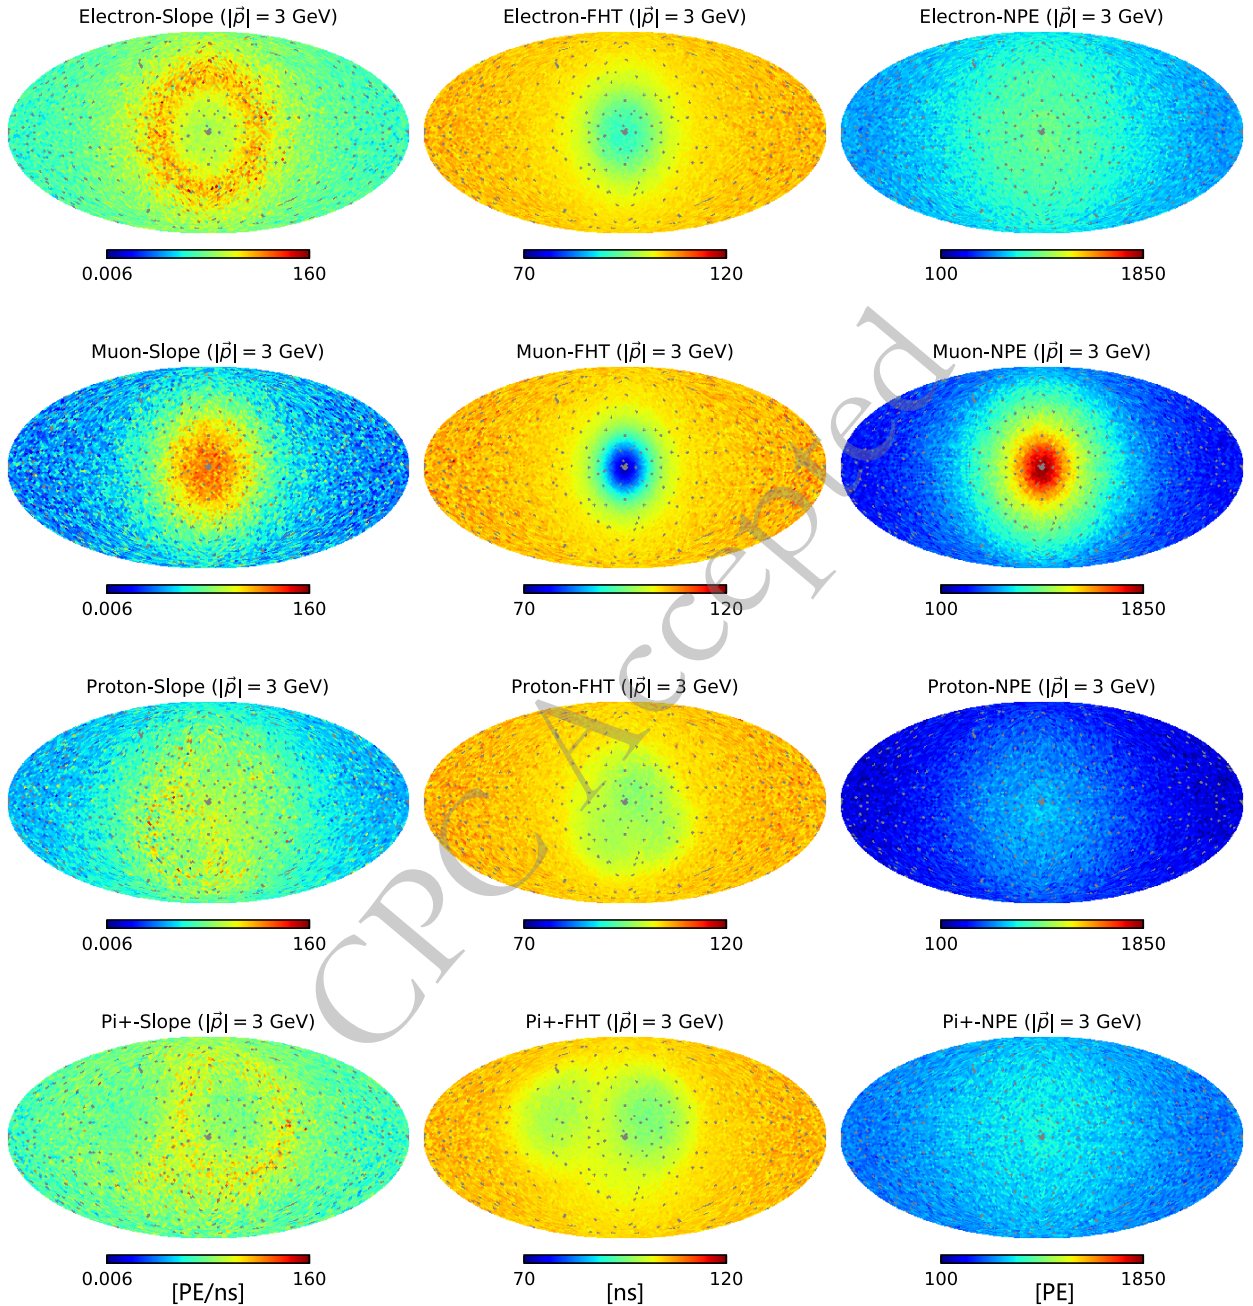 Electron-Slope (|p⃗| = 3 GeV)
Electron-FHT (|p⃗| = 3 GeV)
Electron-NPE (|p⃗| = 3 GeV)
0.006 160
70 120
100 1850
Muon-Slope (|p⃗| = 3 GeV)
Muon-FHT (|p⃗| = 3 GeV)
Muon-NPE (|p⃗| = 3 GeV)
0.006 160
70 120
100 1850
Proton-Slope (|p⃗| = 3 GeV)
Proton-FHT (|p⃗| = 3 GeV)
Proton-NPE (|p⃗| = 3 GeV)
0.006 160
70 120
100 1850
Pi+-Slope (|p⃗| = 3 GeV)
Pi+-FHT (|p⃗| = 3 GeV)
Pi+-NPE (|p⃗| = 3 GeV)
0.006 160
70 120
100 1850
[PE/ns]
[ns]
[PE]
CPC Accepted